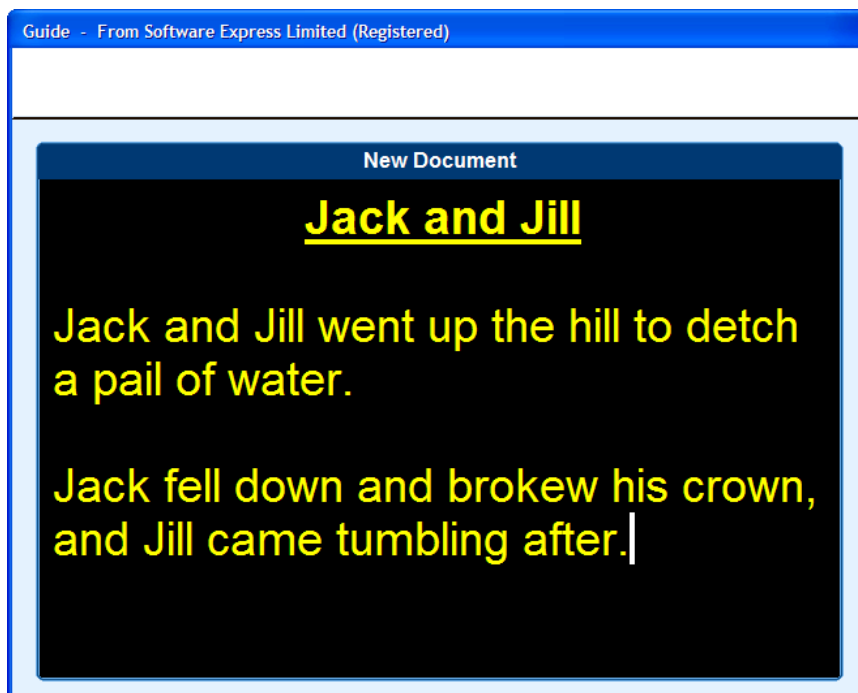 Guide - From Software Express Limited (Registered)
New Document
Jack and Jill
Jack and Jill went up the hill to detch
a pail of water.
Jack fell down and brokew his crown,
and Jill came tumbling after.